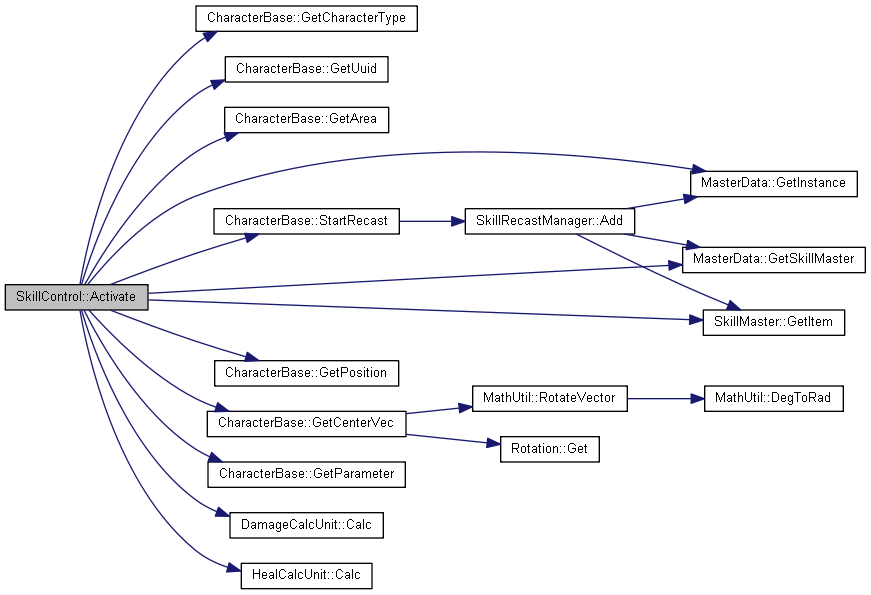 CharacterBase::GetCharacterType
CharacterBase::GetUuid
CharacterBase::GetArea
MasterData::GetInstance
CharacterBase::StartRecast
SkillRecastManager::Add
MasterData::GetSkillMaster
SkillControl::Activate
SkillMaster::GetItem
CharacterBase::GetPosition
MathUtil::RotateVector
MathUtil::DegToRad
CharacterBase::GetCenterVec
Rotation::Get
CharacterBase::GetParameter
DamageCalcUnit::Calc
HealCalcUnit::Calc